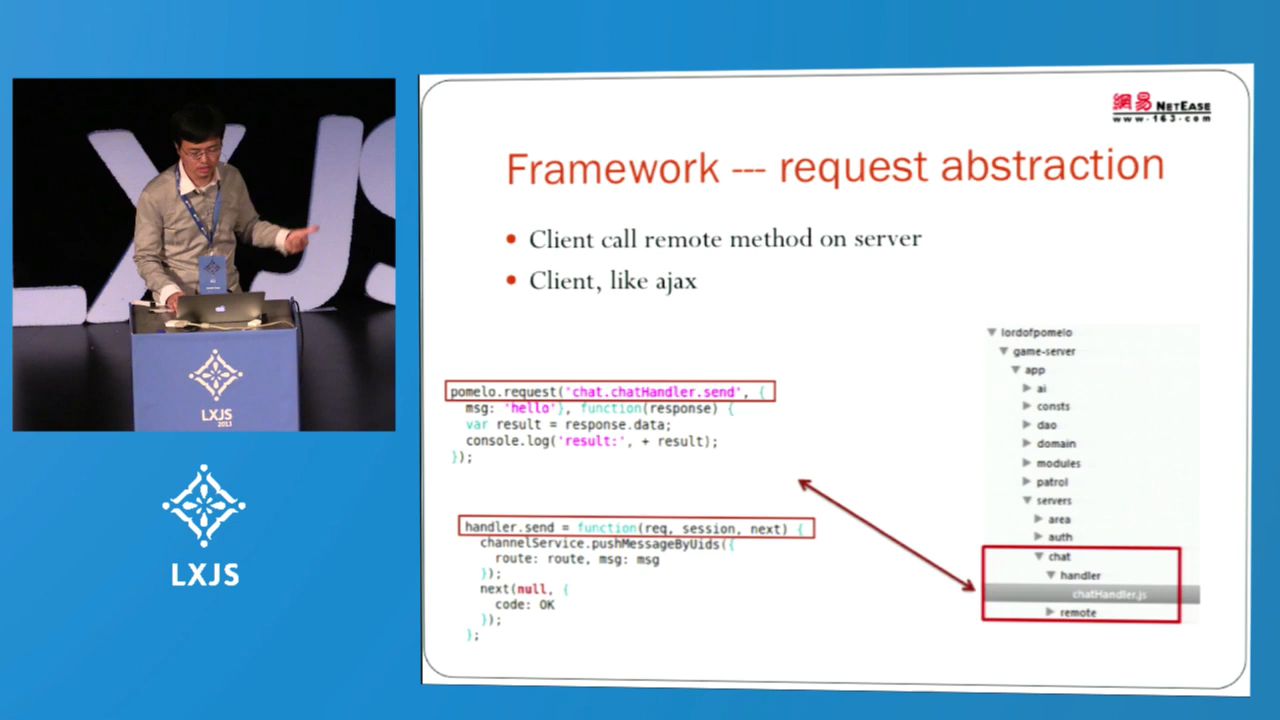 LXJS
LXJS
2013
LXJS
網易 NETEASE
www.163.com
Framework --- request abstraction
Client call remote method on server
Client, like ajax
pomelo.request('chat.chatHandler.send', {
msg: 'hello'}, function(response) {
var result = response.data;
console.log('result:', + result);
});
handler.send = function(req, session, next) {
channelService.pushMessageByUids({
route: route, msg: msg
});
next(null, {
code: OK
});
};
lordofpomelo
game-server
app
ai
consts
dao
domain
modules
patrol
servers
area
auth
chat
handler
chatHandler.js
remote